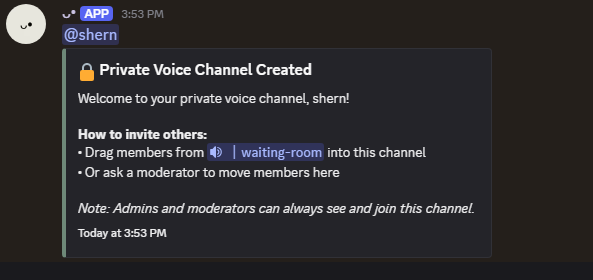 ᴗ• APP 3:53 PM
@shern
🔒 Private Voice Channel Created
Welcome to your private voice channel, shern!
How to invite others:
• Drag members from 🔊 | waiting-room into this channel
• Or ask a moderator to move members here
Note: Admins and moderators can always see and join this channel.
Today at 3:53 PM